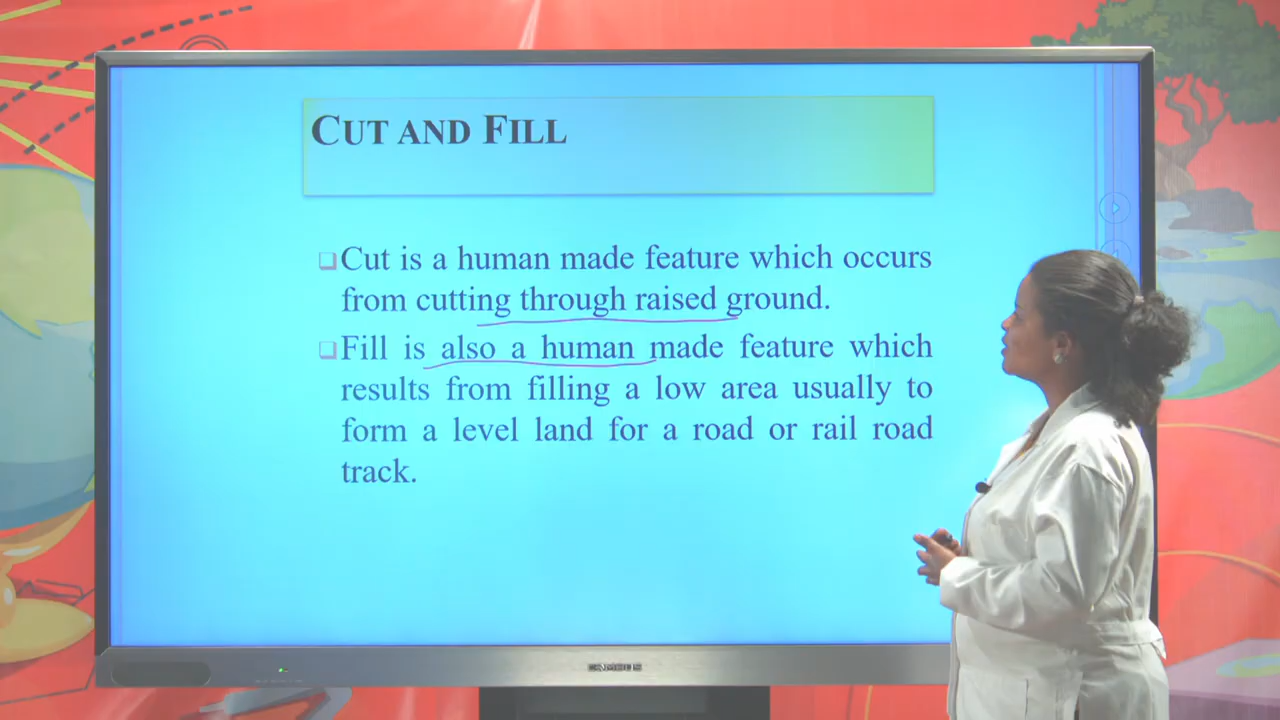 CUT AND FILL
❑Cut is a human made feature which occurs
from cutting through raised ground.
❑Fill is also a human made feature which
results from filling a low area usually to
form a level land for a road or rail road
track.